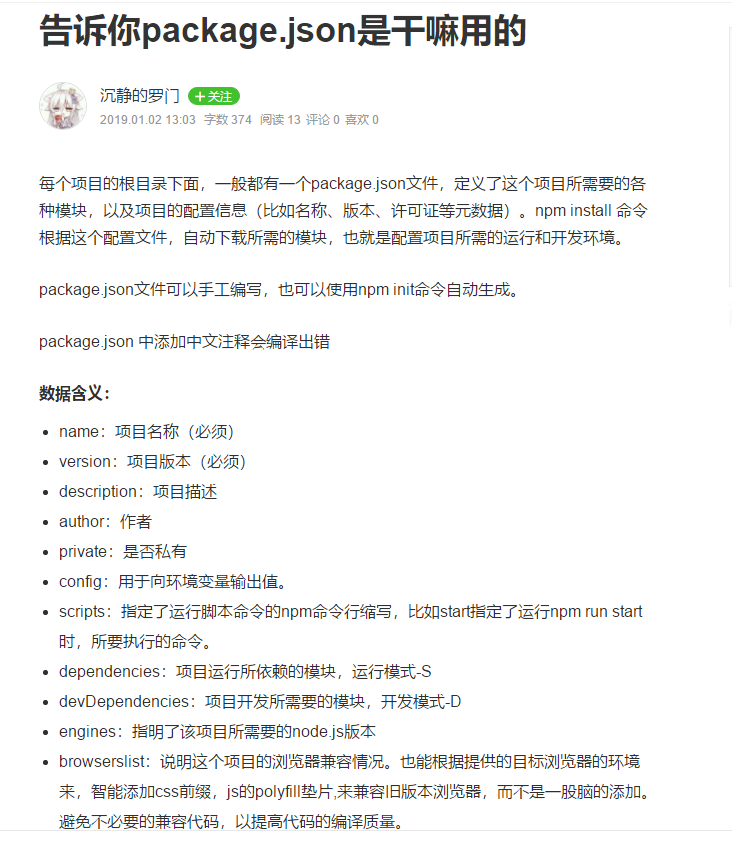 告诉你package.json是干嘛用的
沉静的罗门 +关注
2019.01.02 13:03 字数 374 阅读 13 评论 0 喜欢 0
每个项目的根目录下面，一般都有一个package.json文件，定义了这个项目所需要的各
种模块，以及项目的配置信息（比如名称、版本、许可证等元数据）。npm install 命令
根据这个配置文件，自动下载所需的模块，也就是配置项目所需的运行和开发环境。
package.json文件可以手工编写，也可以使用npm init命令自动生成。
package.json 中添加中文注释会编译出错
数据含义：
• name：项目名称（必须）
• version：项目版本（必须）
• description：项目描述
• author：作者
• private：是否私有
• config：用于向环境变量输出值。
• scripts：指定了运行脚本命令的npm命令行缩写，比如start指定了运行npm run start
时，所要执行的命令。
• dependencies：项目运行所依赖的模块，运行模式-S
• devDependencies：项目开发所需要的模块，开发模式-D
• engines：指明了该项目所需要的node.js版本
• browserslist：说明这个项目的浏览器兼容情况。也能根据提供的目标浏览器的环境
来，智能添加css前缀，js的polyfill垫片,来兼容旧版本浏览器，而不是一股脑的添加。
避免不必要的兼容代码，以提高代码的编译质量。